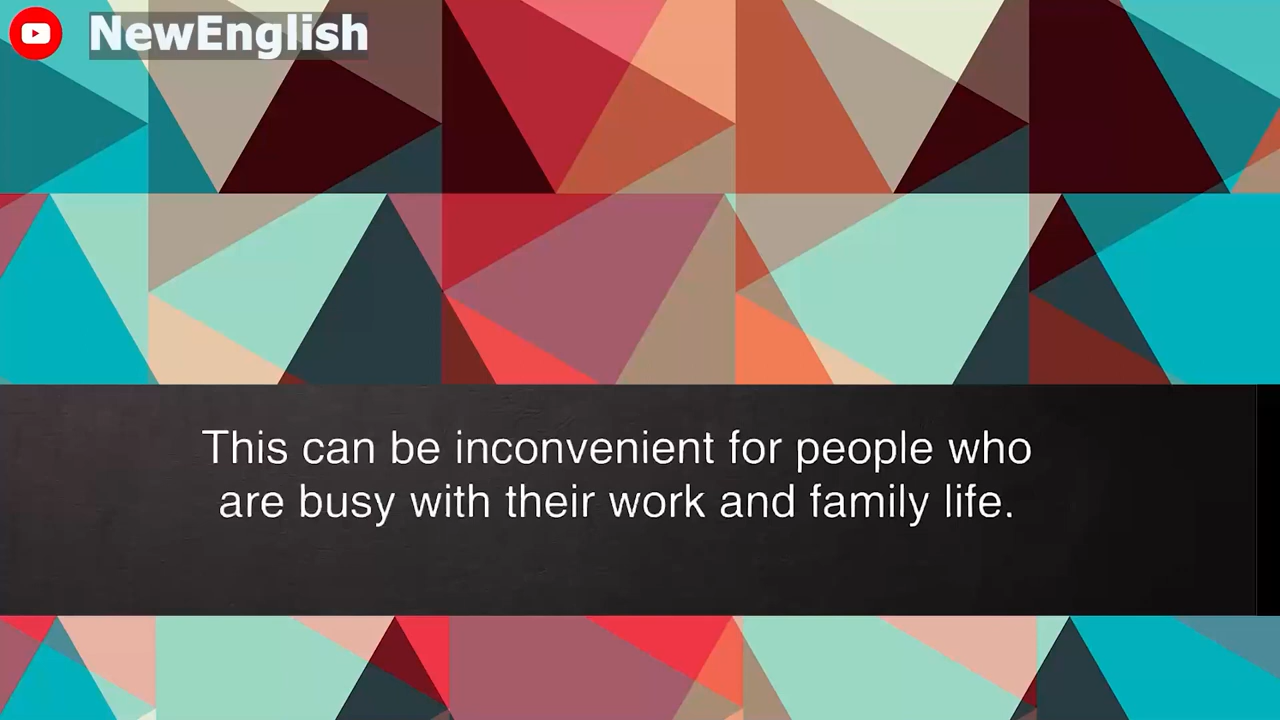 NewEnglish
This can be inconvenient for people who
are busy with their work and family life.